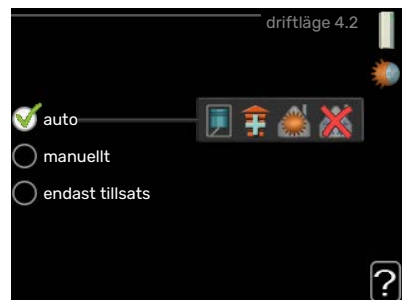 driftläge 4.2
auto
manuellt
endast tillsats
?